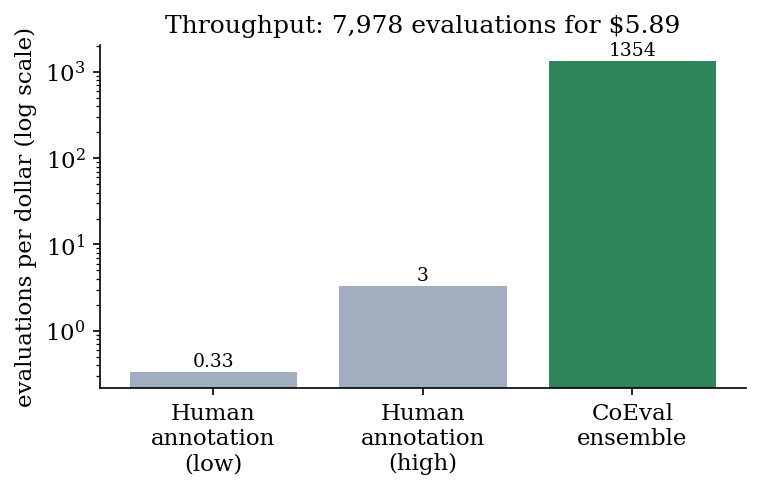 Throughput: 7,978 evaluations for $5.89
evaluations per dollar (log scale)
10³
10²
10¹
10⁰
0.33
3
1354
Human
annotation
(low)
Human
annotation
(high)
CoEval
ensemble